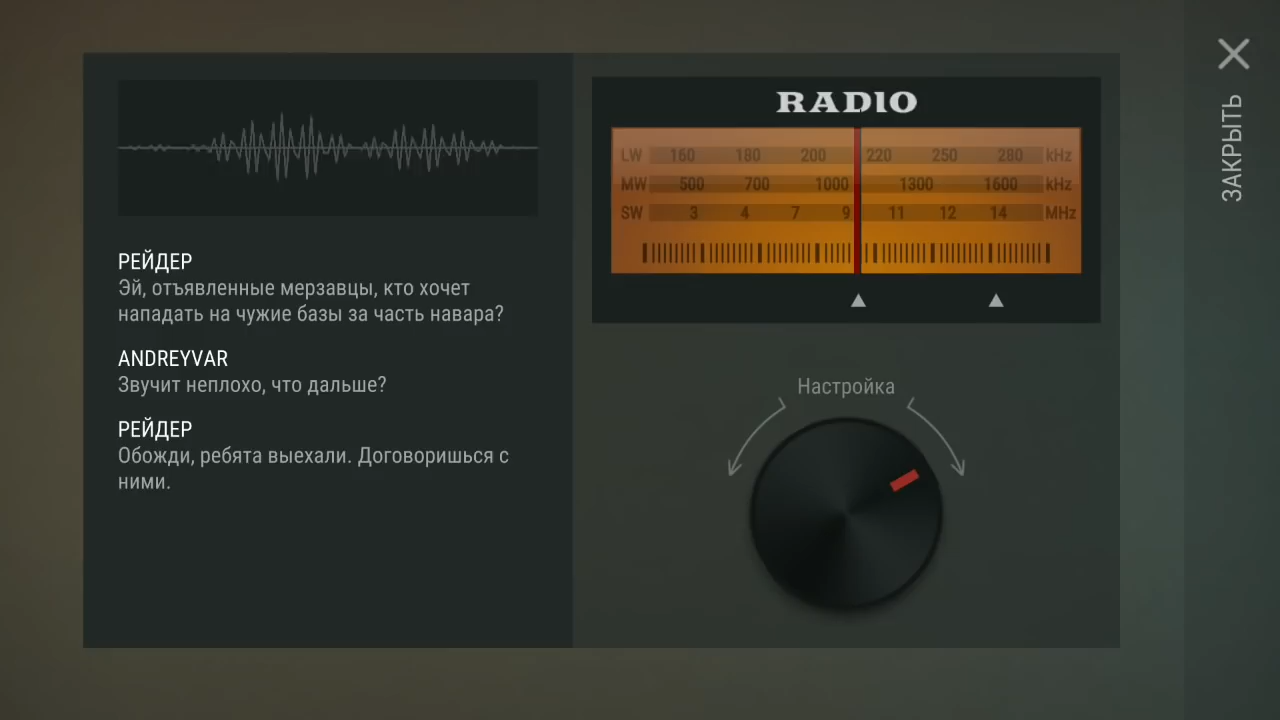 РЕЙДЕР
Эй, отъявленные мерзавцы, кто хочет
нападать на чужие базы за часть навара?
ANDREYVAR
Звучит неплохо, что дальше?
РЕЙДЕР
Обожди, ребята выехали. Договоришься с
ними.
RADIO
LW 160 180 200 220 250 280 kHz
MW 500 700 1000 1300 1600 kHz
SW 3 4 7 9 11 12 14 MHz
Настройка
ЗАКРЫТЬ